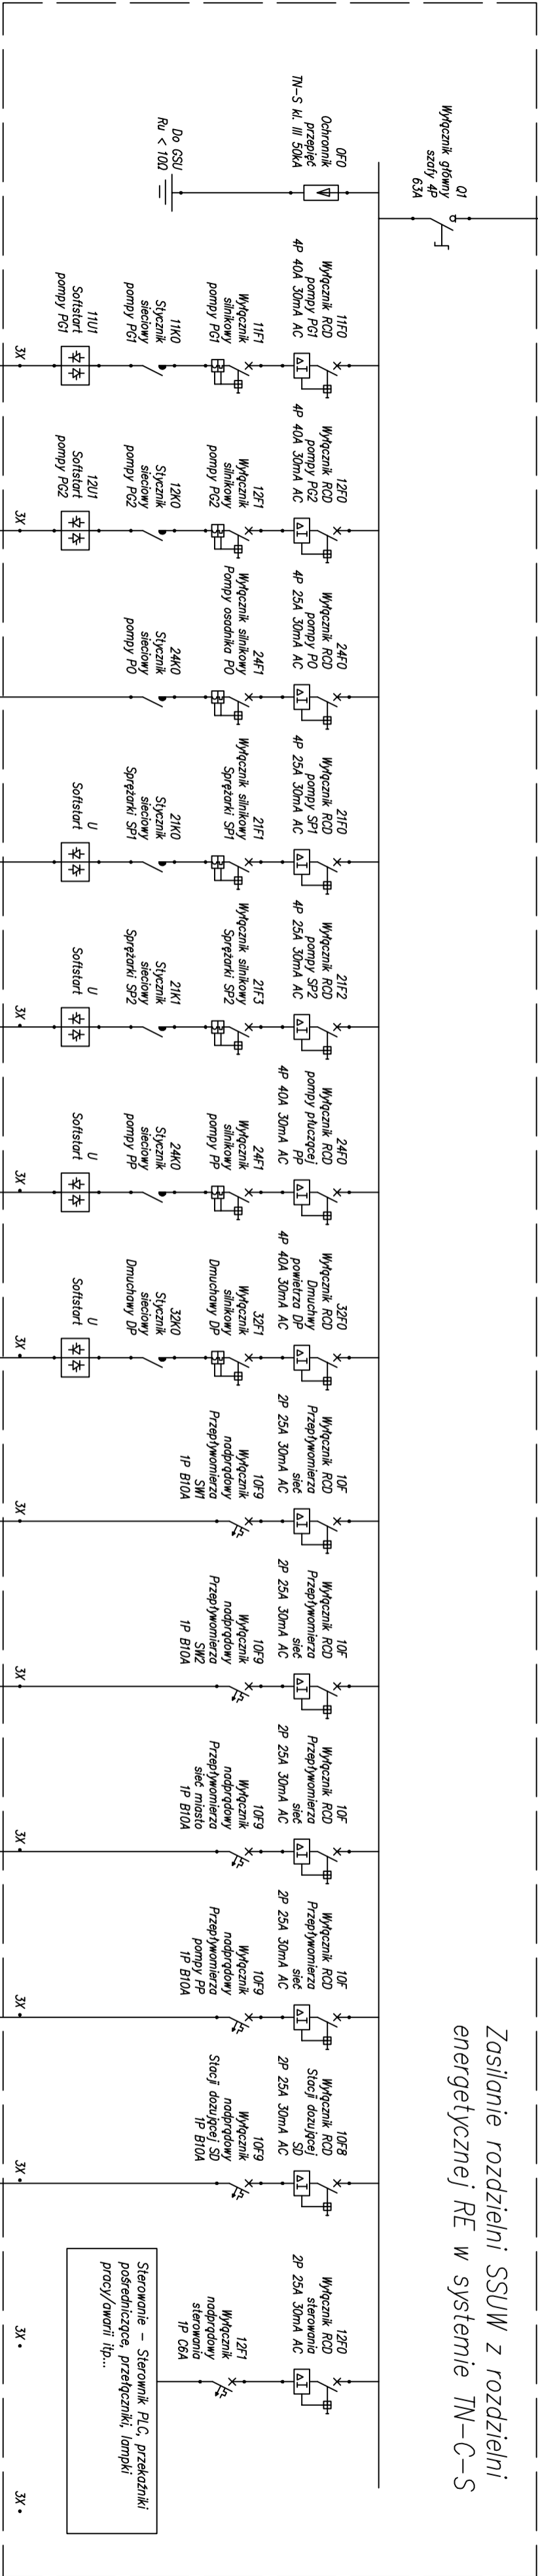 Zasilanie rozdzielni SSUW z rozdzielni
energetycznej RE w systemie TN-C-S
Q1
Wyłącznik główny
szafy 4P
63A
0F0
Ochronnik
przepięć
TN-S kl. III 50kA
Do GSU
Ru < 10Ω
11F0
Wyłącznik RCD
pompy PG1
4P 40A 30mA AC
11F1
Wyłącznik
silnikowy
pompy PG1
11K0
Stycznik
sieciowy
pompy PG1
11U1
Softstart
pompy PG1
3X
12F0
Wyłącznik RCD
pompy PG2
4P 40A 30mA AC
12F1
Wyłącznik
silnikowy
pompy PG2
12K0
Stycznik
sieciowy
pompy PG2
12U1
Softstart
pompy PG2
3X
24F0
Wyłącznik RCD
pompy PO
4P 25A 30mA AC
24F1
Wyłącznik silnikowy
Pompy osadnika PO
24K0
Stycznik
sieciowy
pompy PO
21F0
Wyłącznik RCD
pompy SP1
4P 25A 30mA AC
21F1
Wyłącznik silnikowy
Sprężarki SP1
21K0
Stycznik
sieciowy
Sprężarki SP1
U
Softstart
21F2
Wyłącznik RCD
pompy SP2
4P 25A 30mA AC
21F3
Wyłącznik silnikowy
Sprężarki SP2
21K1
Stycznik
sieciowy
Sprężarki SP2
U
Softstart
3X
24F0
Wyłącznik RCD
pompy płuczącej
PP
4P 40A 30mA AC
24F1
Wyłącznik
silnikowy
pompy PP
24K0
Stycznik
sieciowy
pompy PP
U
Softstart
3X
32F0
Wyłącznik RCD
Dmuchwy
powietrza DP
4P 40A 30mA AC
32F1
Wyłącznik
silnikowy
Dmuchawy DP
32K0
Stycznik
sieciowy
Dmuchawy DP
U
Softstart
3X
10F
Wyłącznik RCD
Przepływomierza
sieć
2P 25A 30mA AC
10F9
Wyłącznik
nadprądowy
Przepływomierza
SW1
1P B10A
3X
10F
Wyłącznik RCD
Przepływomierza
sieć
2P 25A 30mA AC
10F9
Wyłącznik
nadprądowy
Przepływomierza
SW2
1P B10A
3X
10F
Wyłącznik RCD
Przepływomierza
sieć
2P 25A 30mA AC
10F9
Wyłącznik
nadprądowy
Przepływomierza
sieć miasto
1P B10A
3X
10F
Wyłącznik RCD
Przepływomierza
sieć
2P 25A 30mA AC
10F9
Wyłącznik
nadprądowy
Przepływomierza
pompy PP
1P B10A
3X
10F8
Wyłącznik RCD
Stacji dozującej
SD
2P 25A 30mA AC
10F9
Wyłącznik
nadprądowy
Stacji dozującej SD
1P B10A
3X
12F0
Wyłącznik RCD
sterowania
2P 25A 30mA AC
12F1
Wyłącznik
nadprądowy
sterowania
1P C6A
Sterowanie - Sterownik PLC, przekaźniki
pośredniczące, przełączniki, lampki
pracy/awarii itp...
3X
3X